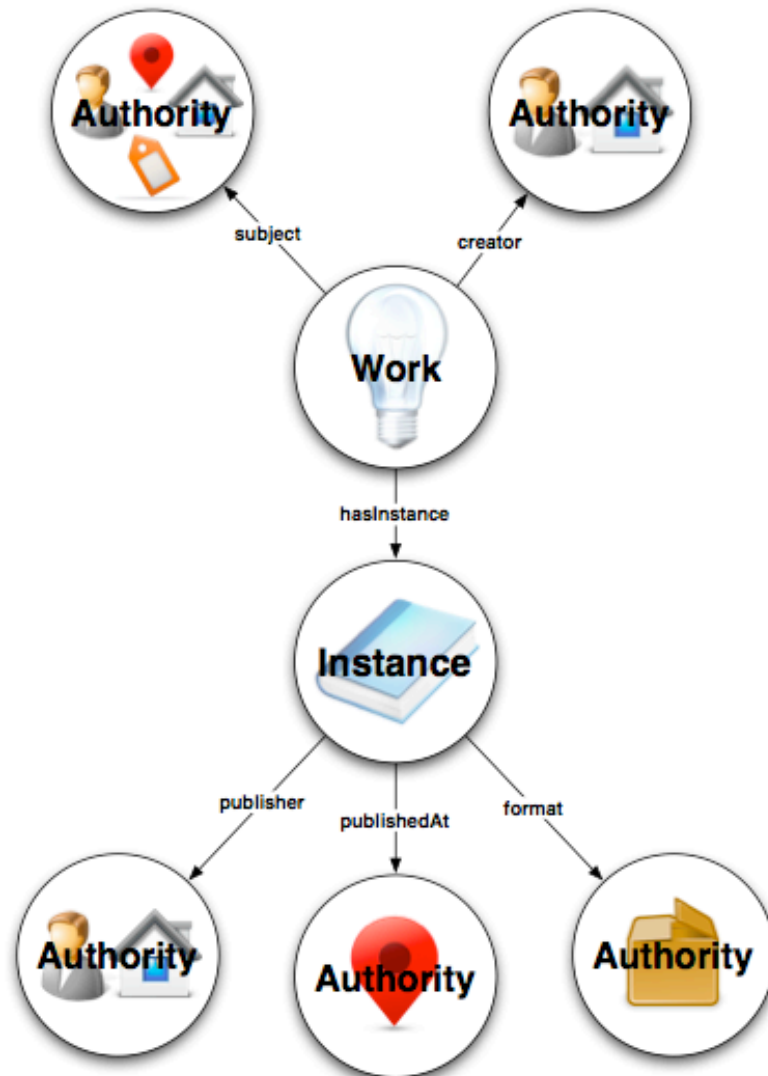 Authority
Authority
subject
creator
Work
hasInstance
Instance
publisher
publishedAt
format
Authority
Authority
Authority